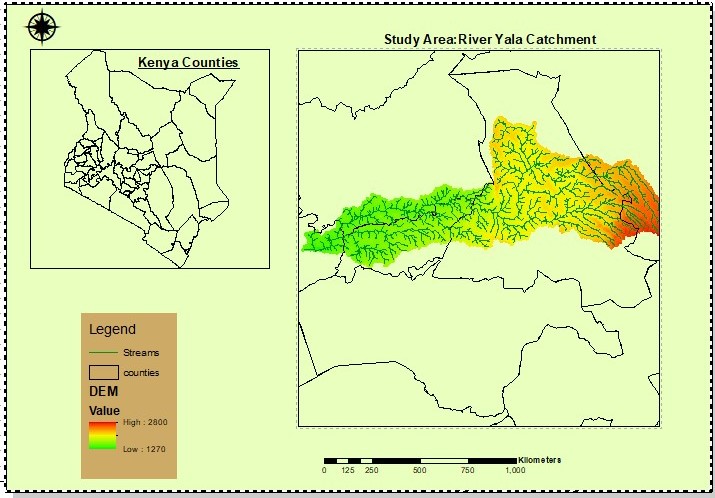 Study Area:River Yala Catchment
Kenya Counties
Legend
Streams
counties
DEM
Value
High : 2800
Low : 1270
Kilometers
0 125 250 500 750 1,000